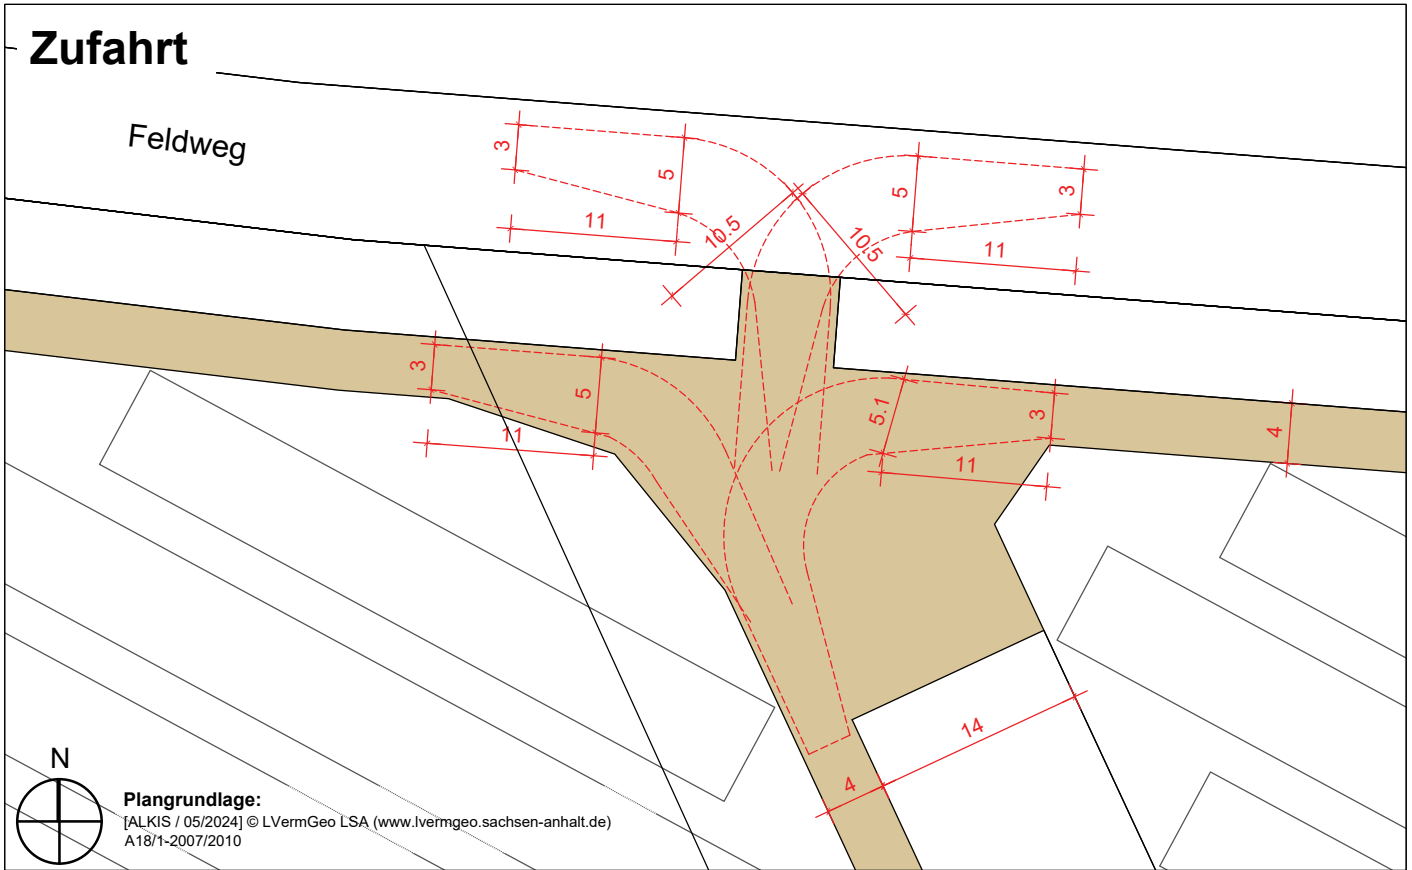 Zufahrt
Feldweg
3
5
11
10.5
10.5
5
3
11
3
5
11
5.1
3
11
4
14
4
N
Plangrundlage:
[ALKIS / 05/2024] © LVermGeo LSA (www.lvermgeo.sachsen-anhalt.de)
A18/1-2007/2010